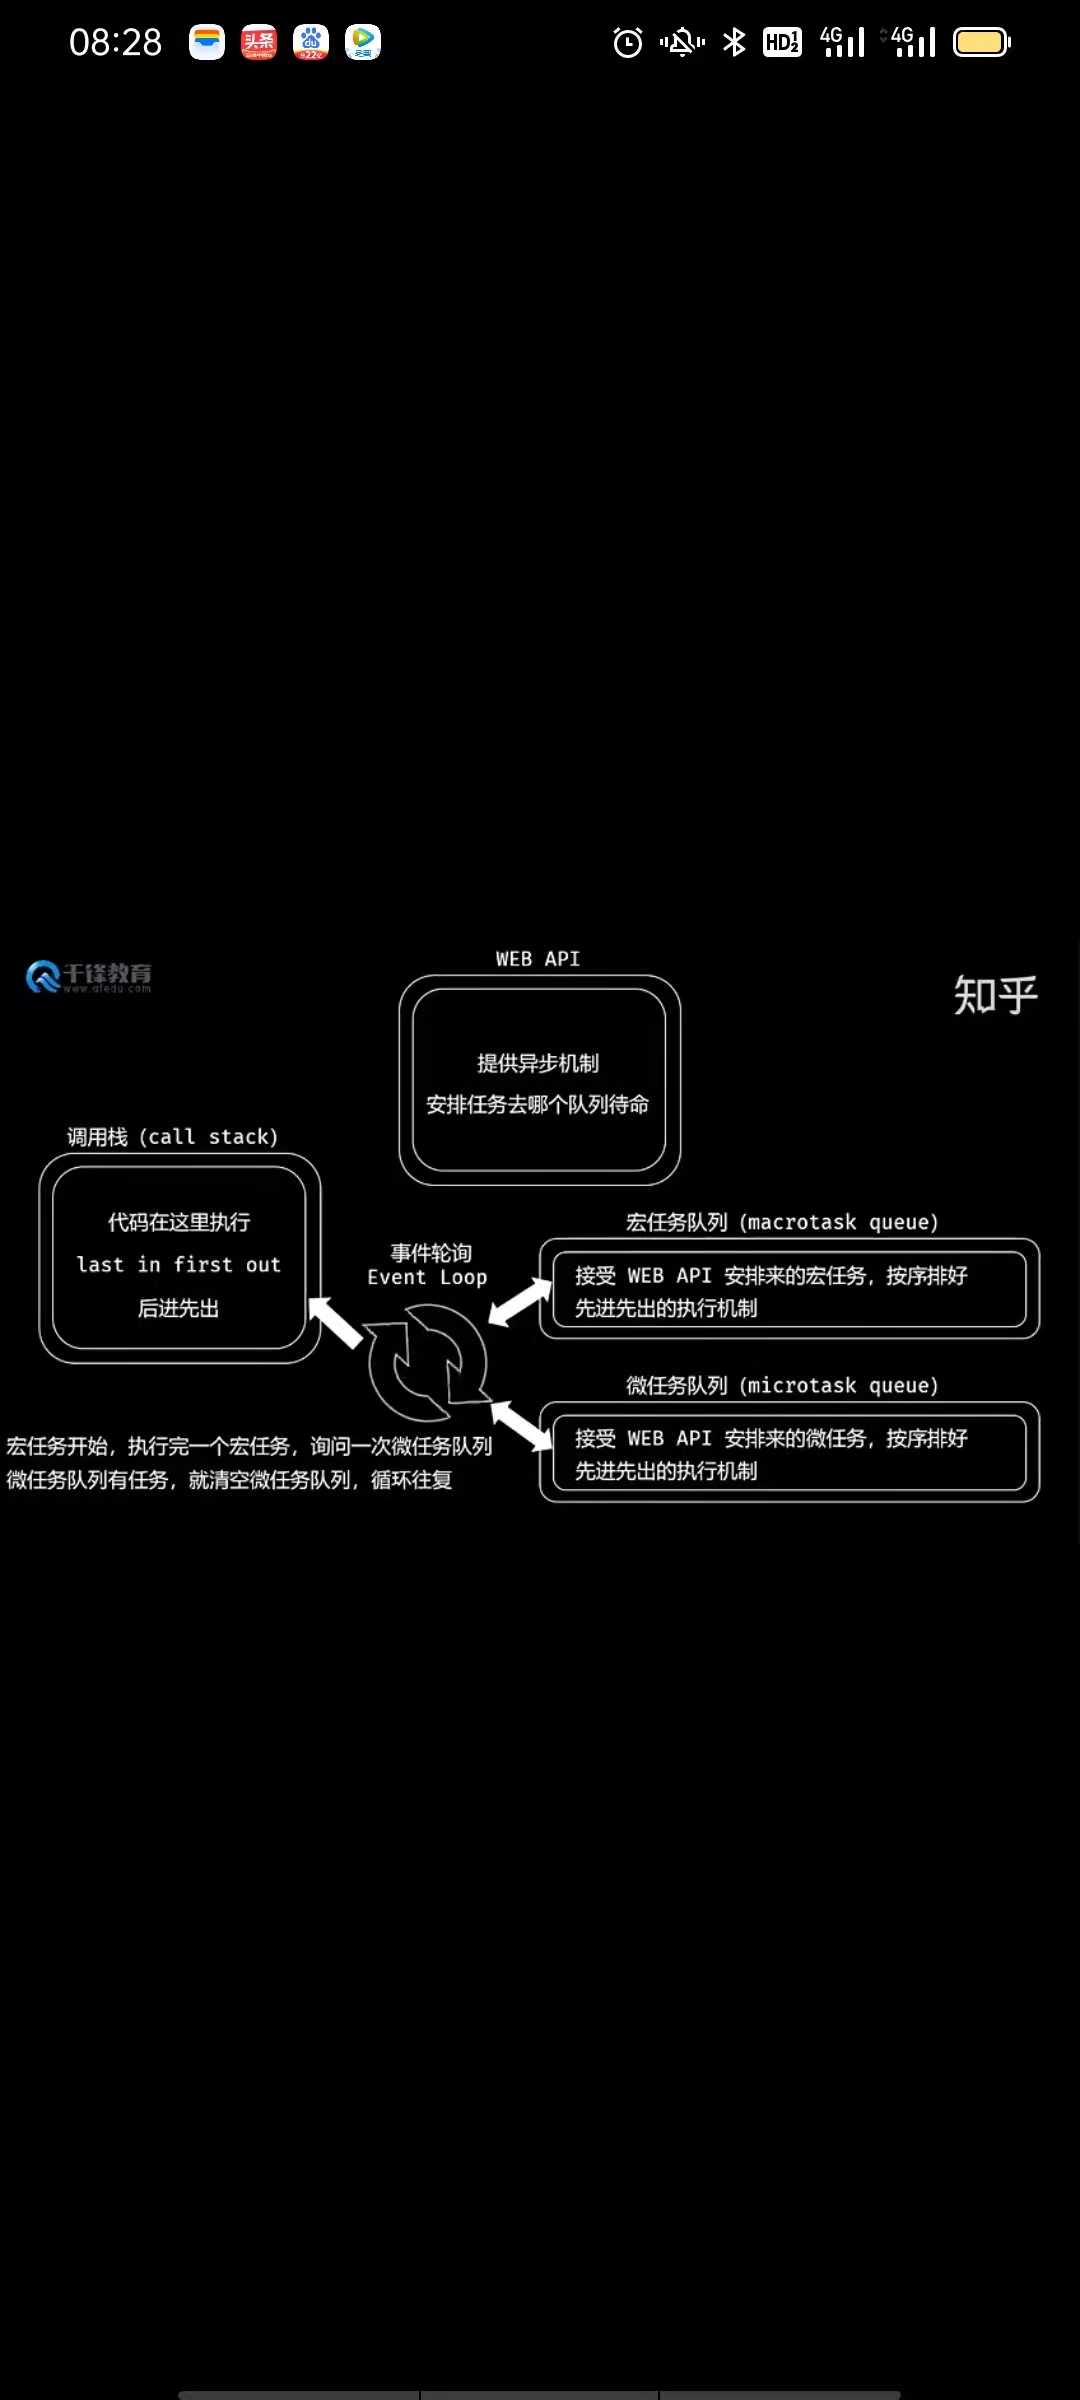 08:28
头条
du
HD 1 2
4G
4G
千锋教育
www.qfedu.com
知乎
WEB API
提供异步机制
安排任务去哪个队列待命
调用栈 (call stack)
代码在这里执行
last in first out
后进先出
事件轮询
Event Loop
宏任务队列 (macrotask queue)
接受 WEB API 安排来的宏任务, 按序排好
先进先出的执行机制
微任务队列 (microtask queue)
接受 WEB API 安排来的微任务, 按序排好
先进先出的执行机制
宏任务开始, 执行完一个宏任务, 询问一次微任务队列
微任务队列有任务, 就清空微任务队列, 循环往复